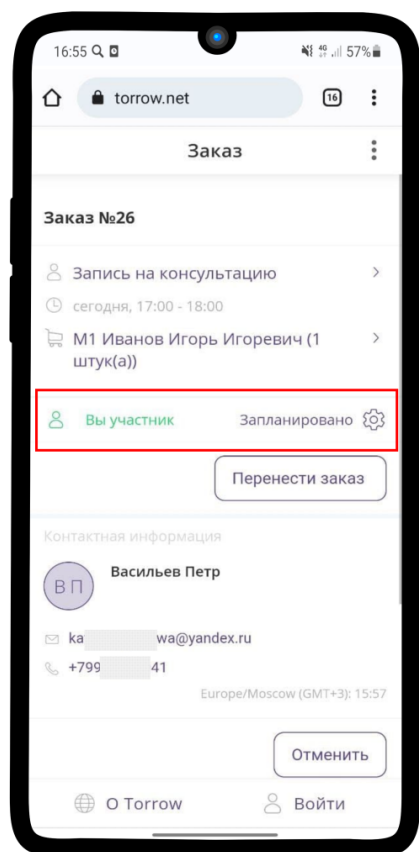 16:55
4G
57%
torrow.net
16
Заказ
Заказ №26
Запись на консультацию
сегодня, 17:00 - 18:00
М1 Иванов Игорь Игоревич (1
штук(а))
Вы участник Запланировано
Перенести заказ
Контактная информация
ВП
Васильев Петр
ka wa@yandex.ru
+799 41
Europe/Moscow (GMT+3): 15:57
Отменить
О Torrow
Войти